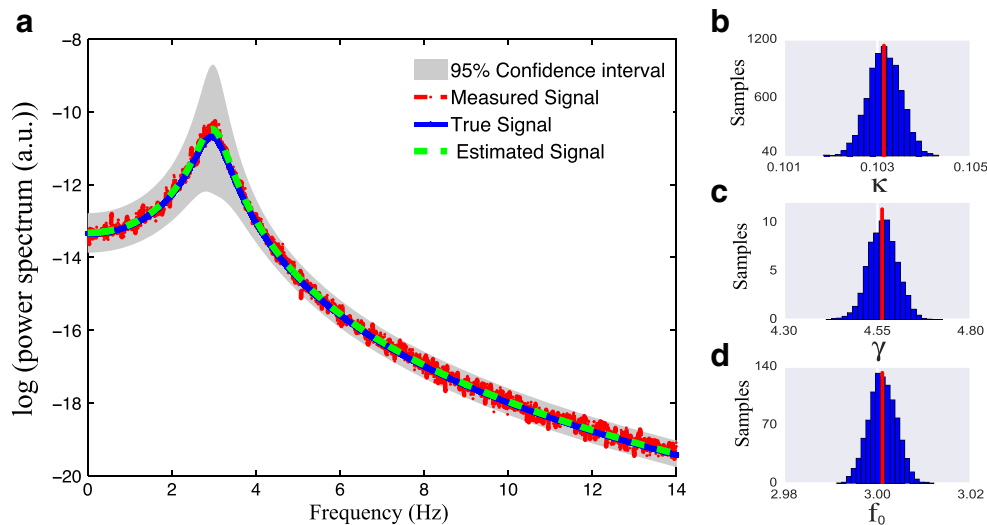 a
−8
−10
−12
−14
−16
−18
−20
log (power spectrum (a.u.))
95% Confidence interval
Measured Signal
True Signal
Estimated Signal
0 2 4 6 8 10 12 14
Frequency (Hz)
b
1200
600
40
Samples
0.101 0.103 0.105
κ
c
10
5
0
Samples
4.30 4.55 4.80
γ
d
140
70
0
Samples
2.98 3.00 3.02
f₀